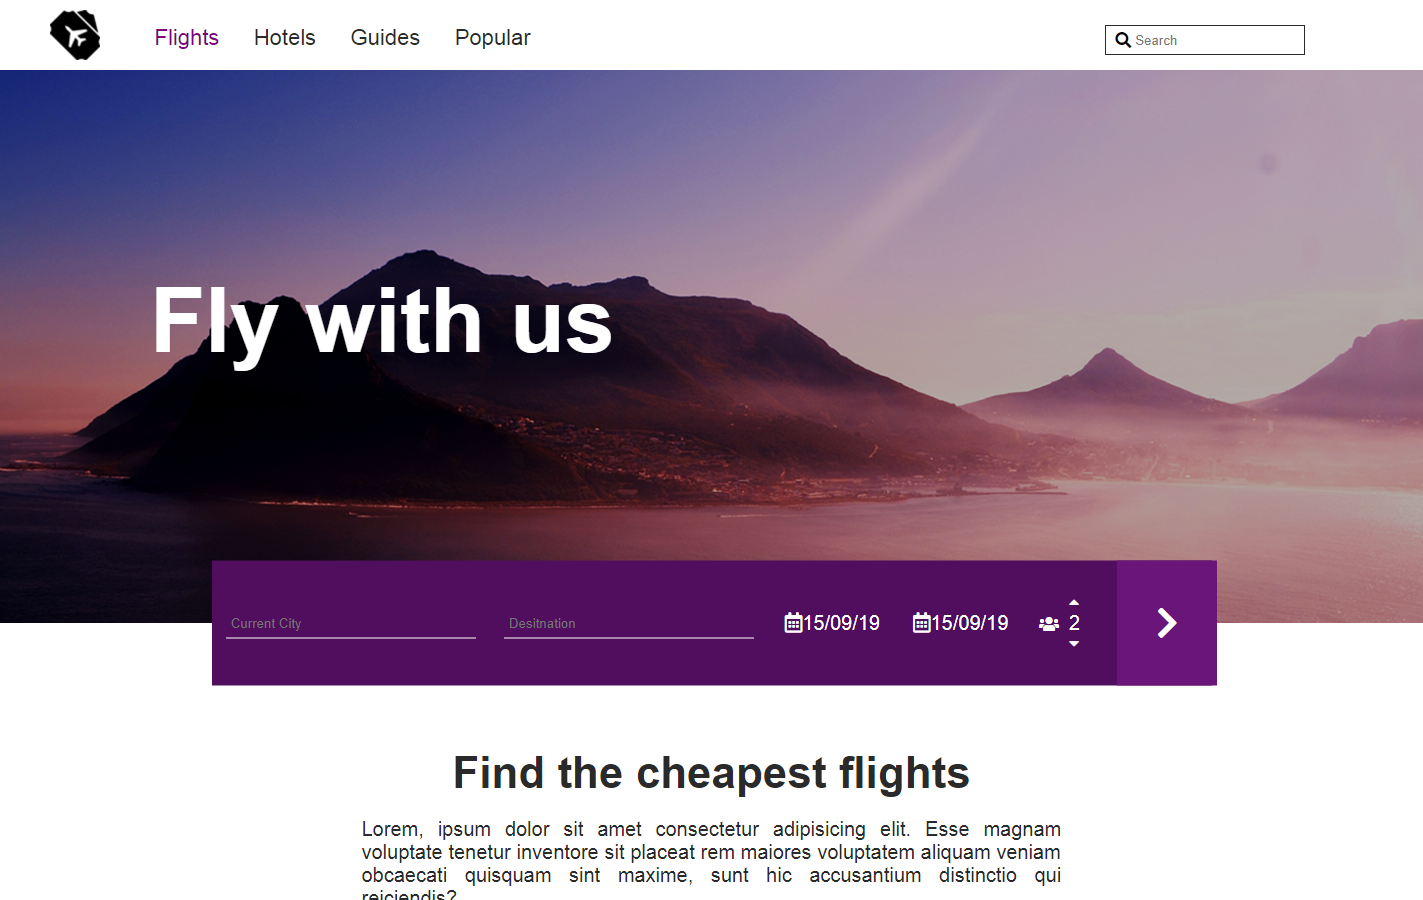 Flights Hotels Guides Popular Search
Fly with us
Current City Desitnation 15/09/19 15/09/19 2
Find the cheapest flights
Lorem, ipsum dolor sit amet consectetur adipisicing elit. Esse magnam
voluptate tenetur inventore sit placeat rem maiores voluptatem aliquam veniam
obcaecati quisquam sint maxime, sunt hic accusantium distinctio qui
reiciendis?